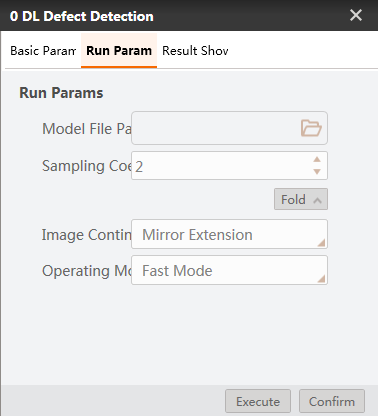 0 DL Defect Detection
Basic Param Run Param Result Shov
Run Params
Model File Pa
Sampling Coe 2
Fold
Image Contin Mirror Extension
Operating Mo Fast Mode
Execute Confirm